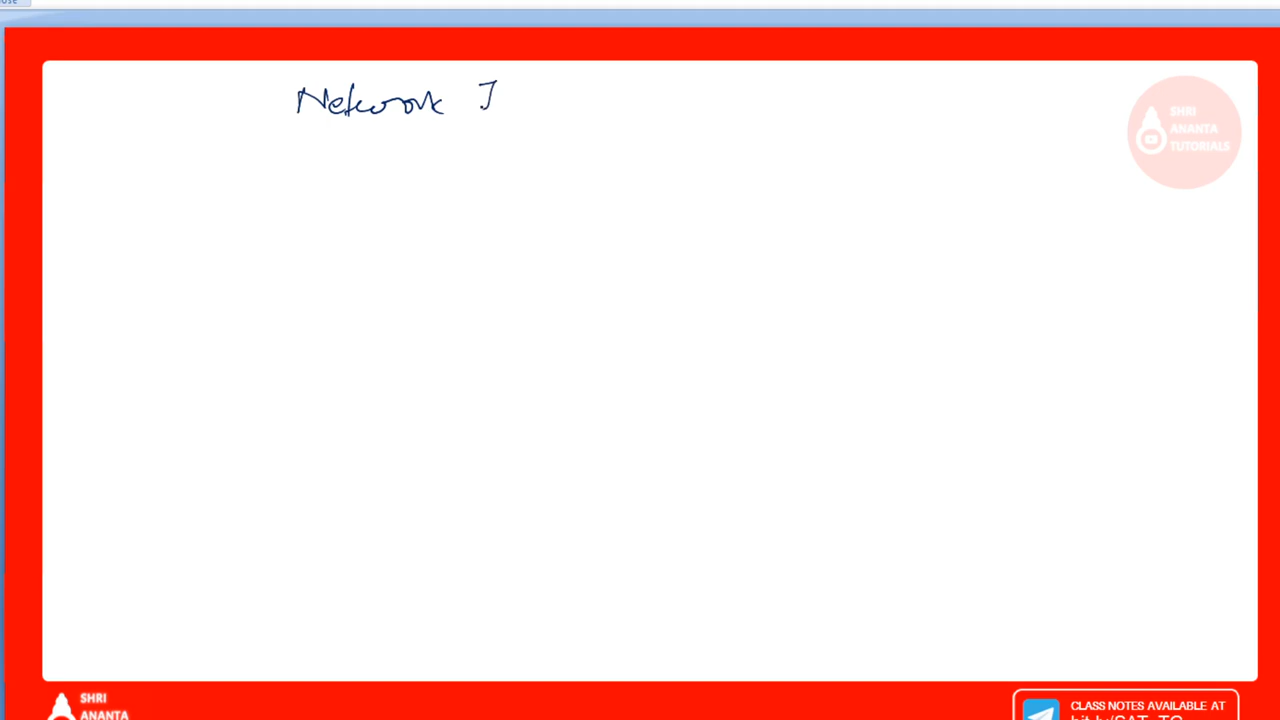 Network I
SHRI
ANANTA
TUTORIALS
SHRI
ANANTA
CLASS NOTES AVAILABLE AT